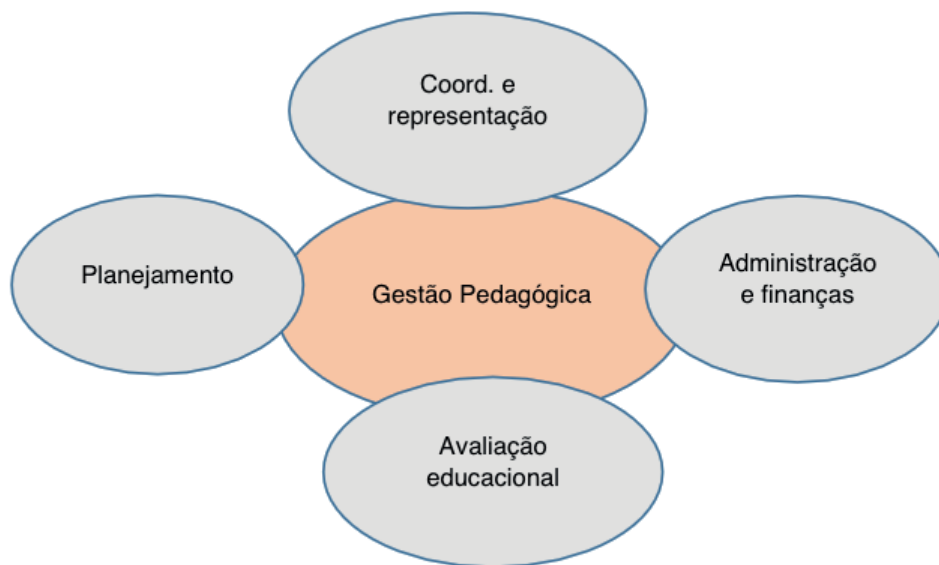 Coord. e
representação
Planejamento
Gestão Pedagógica
Administração
e finanças
Avaliação
educacional